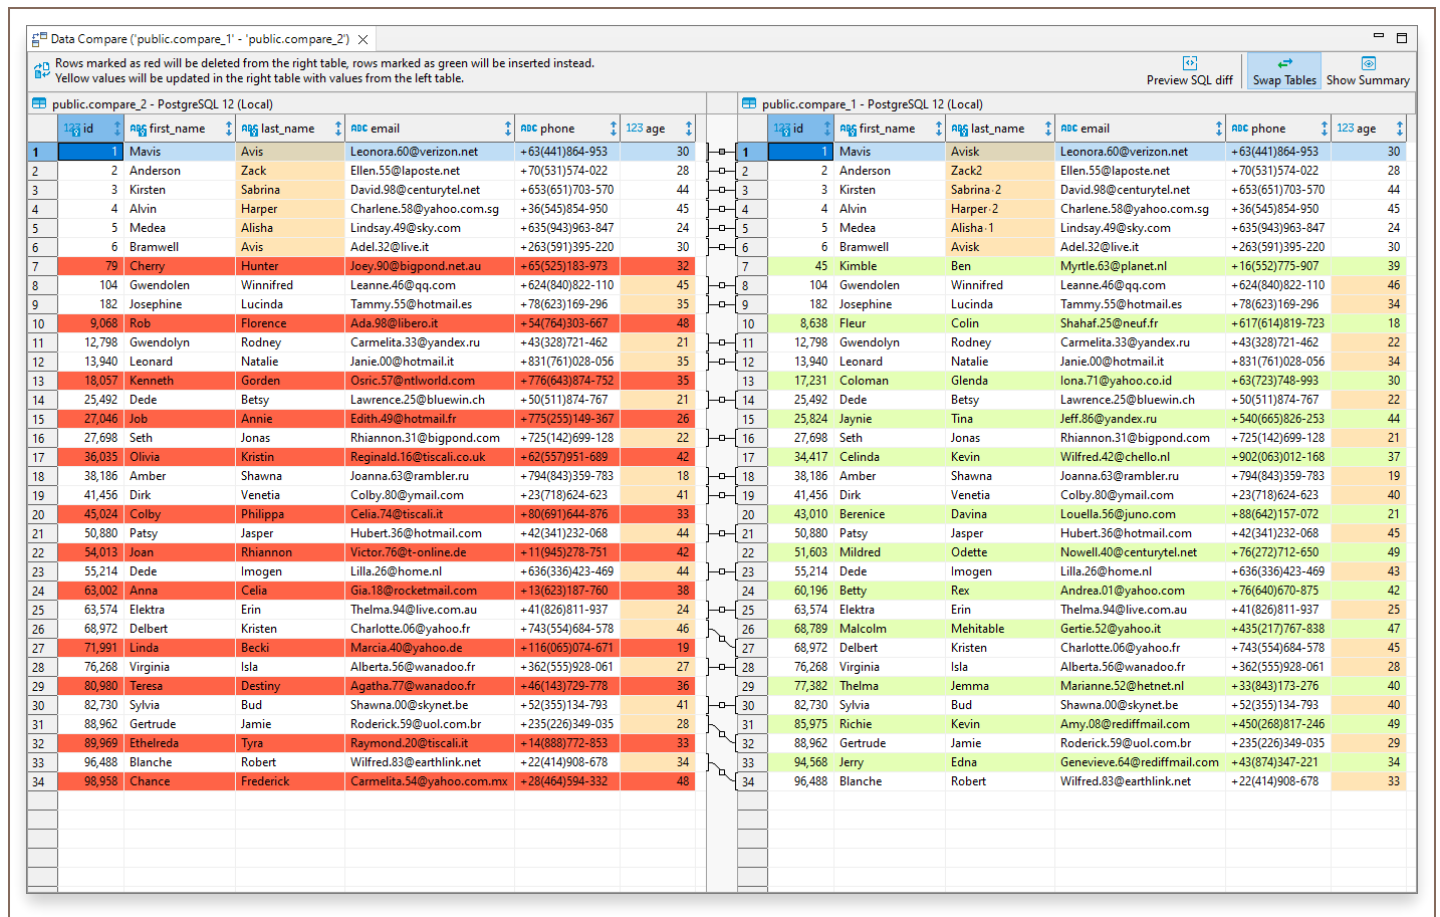 Data Compare ('public.compare_1' - 'public.compare_2')
Rows marked as red will be deleted from the right table, rows marked as green will be inserted instead.
Yellow values will be updated in the right table with values from the left table.
Preview SQL diff Swap Tables Show Summary
public.compare_2 - PostgreSQL 12 (Local) public.compare_1 - PostgreSQL 12 (Local)
123 id ABC first_name ABC last_name ABC email ABC phone 123 age 123 id ABC first_name ABC last_name ABC email ABC phone 123 age
1 1 Mavis Avis Leonora.60@verizon.net +63(441)864-953 30 1 1 Mavis Avisk Leonora.60@verizon.net +63(441)864-953 30
2 2 Anderson Zack Ellen.55@laposte.net +70(531)574-022 28 2 2 Anderson Zack2 Ellen.55@laposte.net +70(531)574-022 28
3 3 Kirsten Sabrina David.98@centurytel.net +653(651)703-570 44 3 3 Kirsten Sabrina·2 David.98@centurytel.net +653(651)703-570 44
4 4 Alvin Harper Charlene.58@yahoo.com.sg +36(545)854-950 45 4 4 Alvin Harper·2 Charlene.58@yahoo.com.sg +36(545)854-950 45
5 5 Medea Alisha Lindsay.49@sky.com +635(943)963-847 24 5 5 Medea Alisha·1 Lindsay.49@sky.com +635(943)963-847 24
6 6 Bramwell Avis Adel.32@live.it +263(591)395-220 30 6 6 Bramwell Avisk Adel.32@live.it +263(591)395-220 30
7 79 Cherry Hunter Joey.90@bigpond.net.au +65(525)183-973 32 7 45 Kimble Ben Myrtle.63@planet.nl +16(552)775-907 39
8 104 Gwendolen Winnifred Leanne.46@qq.com +624(840)822-110 45 8 104 Gwendolen Winnifred Leanne.46@qq.com +624(840)822-110 46
9 182 Josephine Lucinda Tammy.55@hotmail.es +78(623)169-296 35 9 182 Josephine Lucinda Tammy.55@hotmail.es +78(623)169-296 34
10 9,068 Rob Florence Ada.98@libero.it +54(764)303-667 48 10 8,638 Fleur Colin Shahaf.25@neuf.fr +617(614)819-723 18
11 12,798 Gwendolyn Rodney Carmelita.33@yandex.ru +43(328)721-462 21 11 12,798 Gwendolyn Rodney Carmelita.33@yandex.ru +43(328)721-462 22
12 13,940 Leonard Natalie Janie.00@hotmail.it +831(761)028-056 35 12 13,940 Leonard Natalie Janie.00@hotmail.it +831(761)028-056 34
13 18,057 Kenneth Gorden Osric.57@ntlworld.com +776(643)874-752 35 13 17,231 Coloman Glenda Iona.71@yahoo.co.id +63(723)748-993 30
14 25,492 Dede Betsy Lawrence.25@bluewin.ch +50(511)874-767 21 14 25,492 Dede Betsy Lawrence.25@bluewin.ch +50(511)874-767 22
15 27,046 Job Annie Edith.49@hotmail.fr +775(255)149-367 26 15 25,824 Jaynie Tina Jeff.86@yandex.ru +540(665)826-253 44
16 27,698 Seth Jonas Rhiannon.31@bigpond.com +725(142)699-128 22 16 27,698 Seth Jonas Rhiannon.31@bigpond.com +725(142)699-128 21
17 36,035 Olivia Kristin Reginald.16@tiscali.co.uk +62(557)951-689 42 17 34,417 Celinda Kevin Wilfred.42@chello.nl +902(063)012-168 37
18 38,186 Amber Shawna Joanna.63@rambler.ru +794(843)359-783 18 18 38,186 Amber Shawna Joanna.63@rambler.ru +794(843)359-783 19
19 41,456 Dirk Venetia Colby.80@ymail.com +23(718)624-623 41 19 41,456 Dirk Venetia Colby.80@ymail.com +23(718)624-623 40
20 45,024 Colby Philippa Celia.74@tiscali.it +80(691)644-876 33 20 43,010 Berenice Davina Louella.56@juno.com +88(642)157-072 21
21 50,880 Patsy Jasper Hubert.36@hotmail.com +42(341)232-068 44 21 50,880 Patsy Jasper Hubert.36@hotmail.com +42(341)232-068 45
22 54,013 Joan Rhiannon Victor.76@t-online.de +11(945)278-751 42 22 51,603 Mildred Odette Nowell.40@centurytel.net +76(272)712-650 49
23 55,214 Dede Imogen Lilla.26@home.nl +636(336)423-469 44 23 55,214 Dede Imogen Lilla.26@home.nl +636(336)423-469 43
24 63,002 Anna Celia Gia.18@rocketmail.com +13(623)187-760 38 24 60,196 Betty Rex Andrea.01@yahoo.com +76(640)670-875 42
25 63,574 Elektra Erin Thelma.94@live.com.au +41(826)811-937 24 25 63,574 Elektra Erin Thelma.94@live.com.au +41(826)811-937 25
26 68,972 Delbert Kristen Charlotte.06@yahoo.fr +743(554)684-578 46 26 68,789 Malcolm Mehitable Gertie.52@yahoo.it +435(217)767-838 47
27 71,991 Linda Becki Marcia.40@yahoo.de +116(065)074-671 19 27 68,972 Delbert Kristen Charlotte.06@yahoo.fr +743(554)684-578 45
28 76,268 Virginia Isla Alberta.56@wanadoo.fr +362(555)928-061 27 28 76,268 Virginia Isla Alberta.56@wanadoo.fr +362(555)928-061 28
29 80,980 Teresa Destiny Agatha.77@wanadoo.fr +46(143)729-778 36 29 77,382 Thelma Jemma Marianne.52@hetnet.nl +33(843)173-276 40
30 82,730 Sylvia Bud Shawna.00@skynet.be +52(355)134-793 41 30 82,730 Sylvia Bud Shawna.00@skynet.be +52(355)134-793 40
31 88,962 Gertrude Jamie Roderick.59@uol.com.br +235(226)349-035 28 31 85,975 Richie Kevin Amy.08@rediffmail.com +450(268)817-246 49
32 89,969 Ethelreda Tyra Raymond.20@tiscali.it +14(888)772-853 33 32 88,962 Gertrude Jamie Roderick.59@uol.com.br +235(226)349-035 29
33 96,488 Blanche Robert Wilfred.83@earthlink.net +22(414)908-678 34 33 94,568 Jerry Edna Genevieve.64@rediffmail.com +43(874)347-221 34
34 98,958 Chance Frederick Carmelita.54@yahoo.com.mx +28(464)594-332 48 34 96,488 Blanche Robert Wilfred.83@earthlink.net +22(414)908-678 33